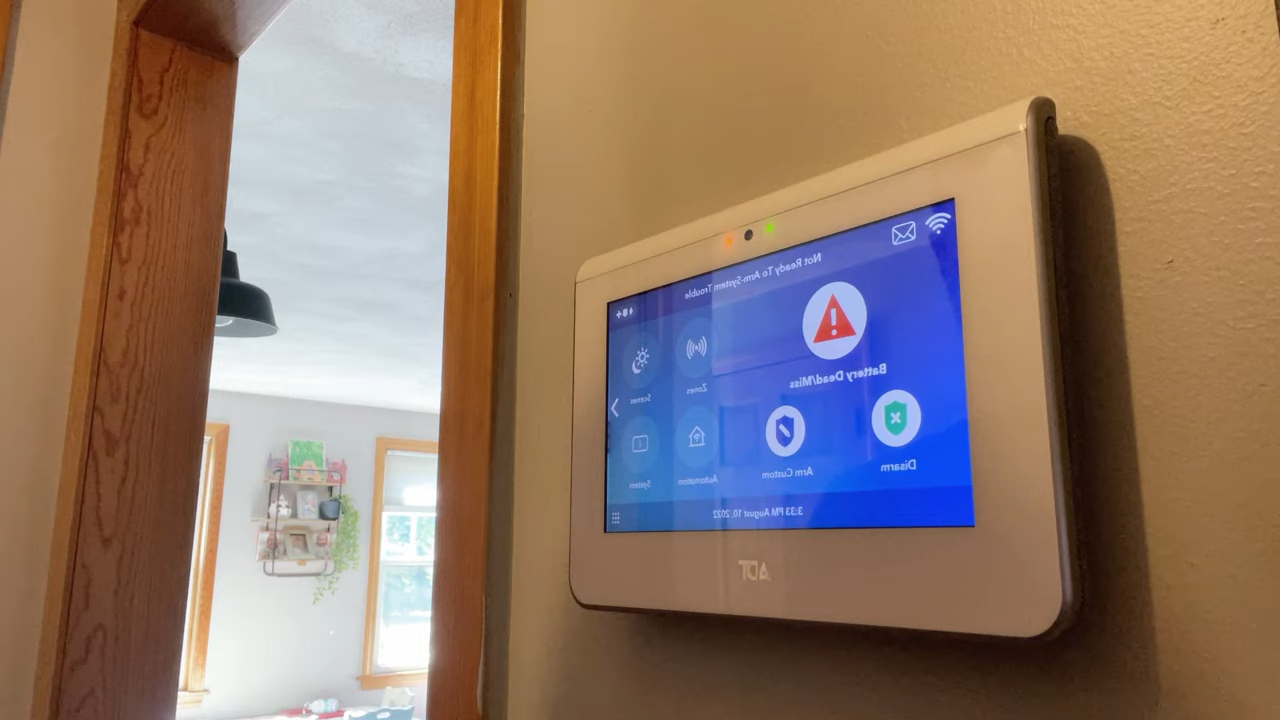 Not Ready To Arm-System Trouble
Battery Dead/Miss
Zones
Scenes
Disarm
Arm Custom
Automation
System
3:33 PM August 10, 2022
ADT